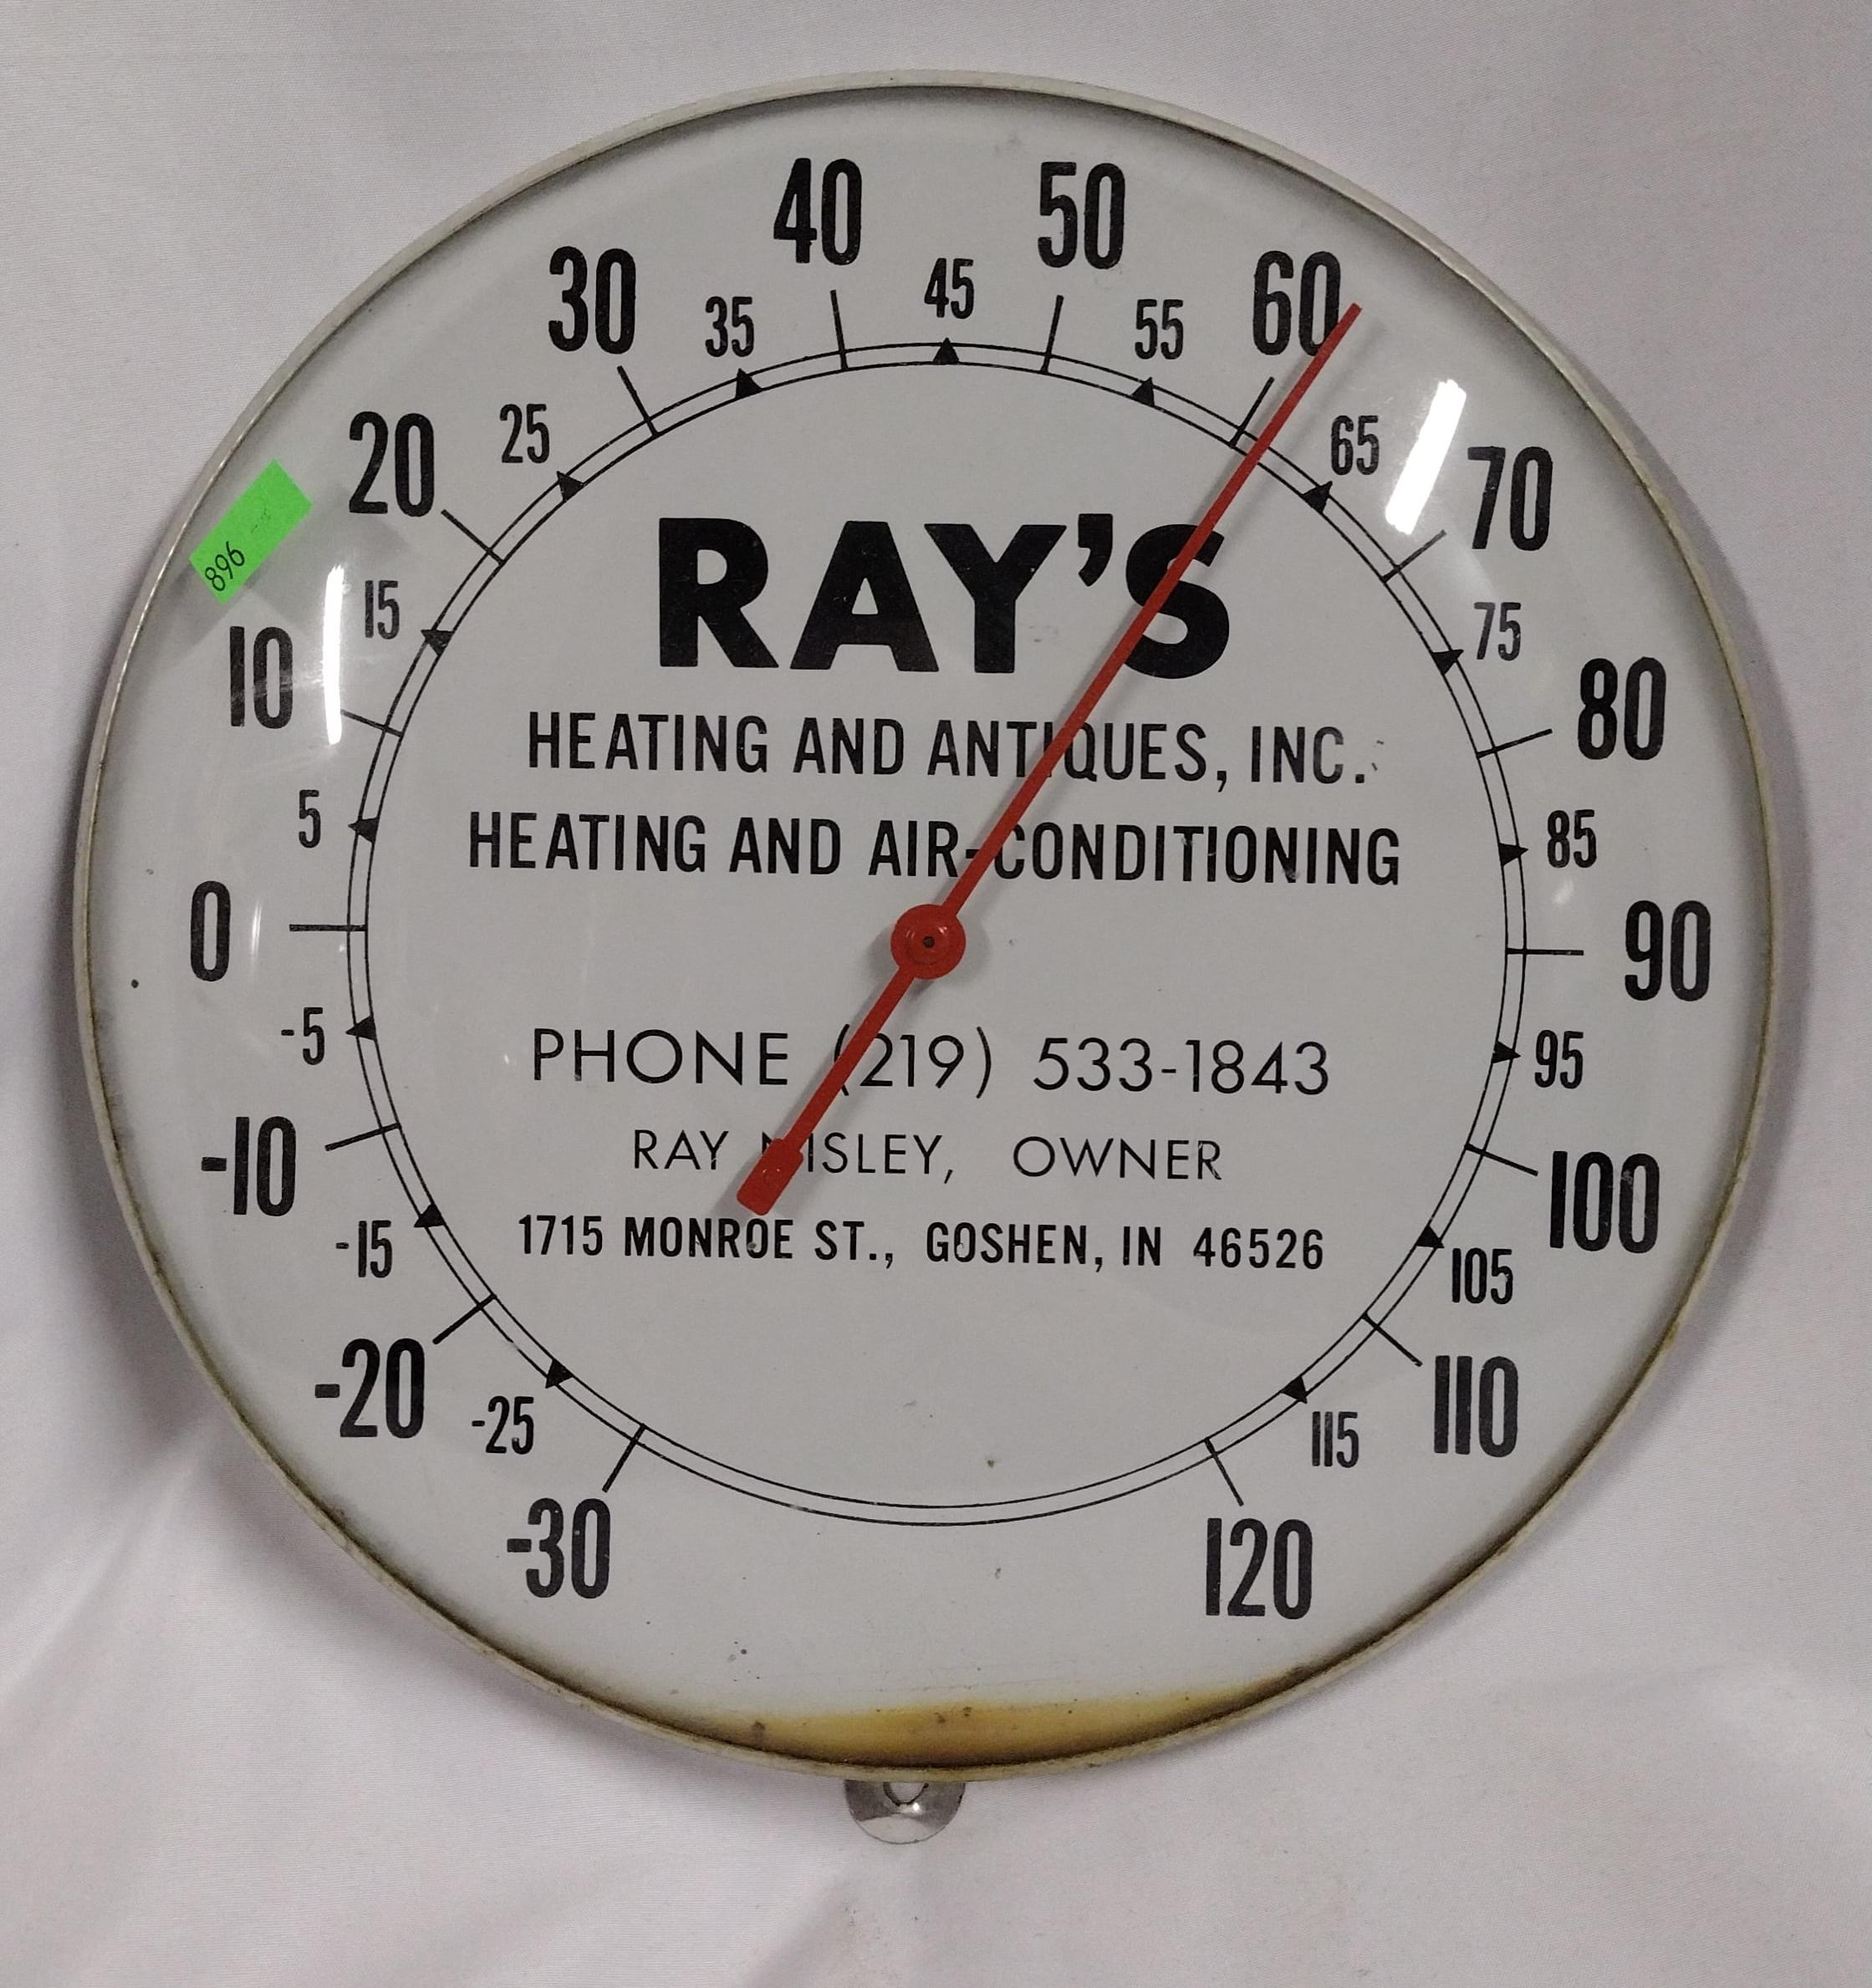 40 50
30 35 45 55 60
20 25 65 70
896
10 15 75 80
5 85
0 90
-5 95
-10 100
-15 105
-20 110
-25 115
-30 120
RAY'S
HEATING AND ANTIQUES, INC.
HEATING AND AIR-CONDITIONING
PHONE (219) 533-1843
RAY NISLEY, OWNER
1715 MONROE ST., GOSHEN, IN 46526